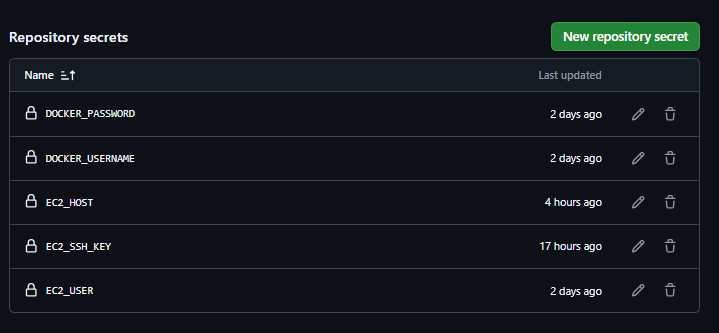 Repository secrets New repository secret
Name Last updated
DOCKER_PASSWORD 2 days ago
DOCKER_USERNAME 2 days ago
EC2_HOST 4 hours ago
EC2_SSH_KEY 17 hours ago
EC2_USER 2 days ago